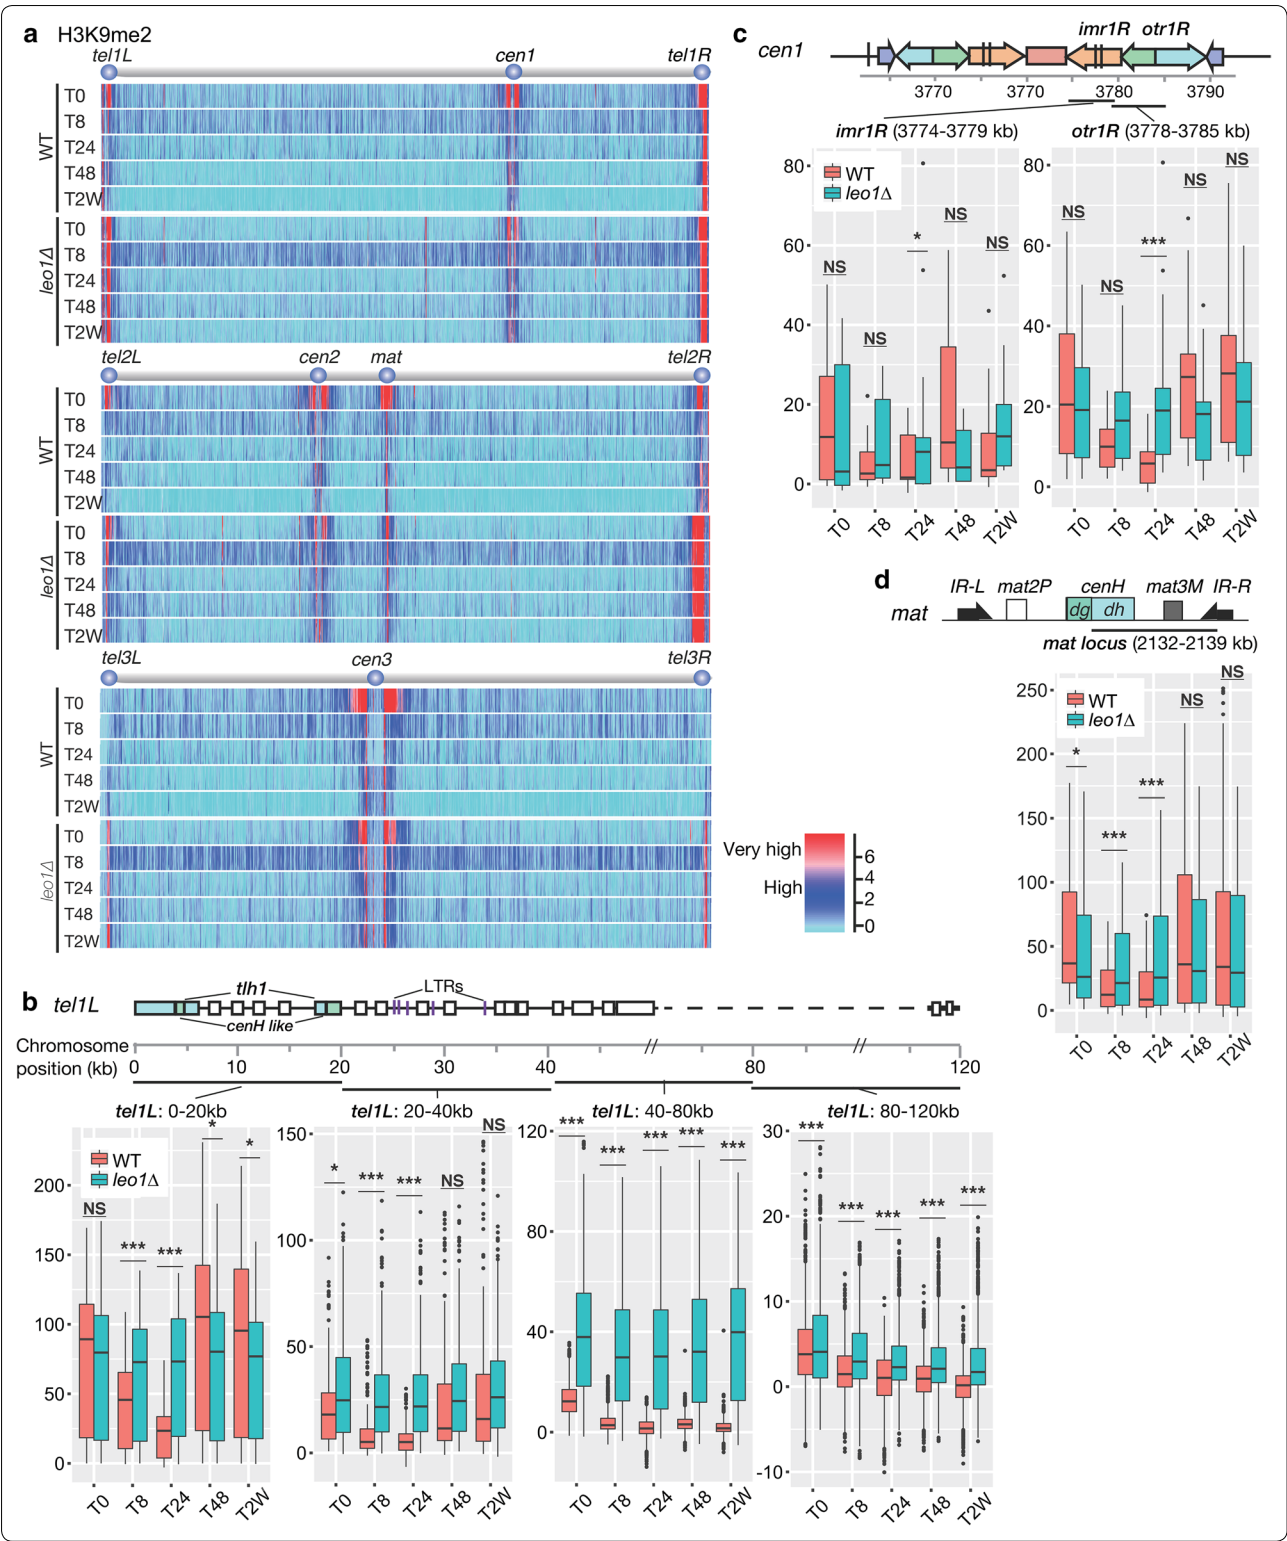 a H3K9me2
tel1L cen1 tel1R
WT
T0
T8
T24
T48
T2W
leo1Δ
T0
T8
T24
T48
T2W
tel2L cen2 mat tel2R
WT
T0
T8
T24
T48
T2W
leo1Δ
T0
T8
T24
T48
T2W
tel3L cen3 tel3R
WT
T0
T8
T24
T48
T2W
leo1Δ
T0
T8
T24
T48
T2W
Very high
High
6
4
2
0
b tel1L
tlh1
cenH like
LTRs
Chromosome
position (kb)
0 10 20 30 40 80 120
tel1L: 0-20kb
WT
leo1Δ
NS *** *** * *
200
150
100
50
0
T0 T8 T24 T48 T2W
tel1L: 20-40kb
* *** *** NS NS
150
100
50
0
T0 T8 T24 T48 T2W
tel1L: 40-80kb
*** *** *** *** ***
120
80
40
0
T0 T8 T24 T48 T2W
tel1L: 80-120kb
*** *** *** *** ***
30
20
10
0
-10
T0 T8 T24 T48 T2W
c cen1
imr1R otr1R
3770 3770 3780 3790
imr1R (3774-3779 kb)
WT
leo1Δ
NS NS * NS NS
80
60
40
20
0
T0 T8 T24 T48 T2W
otr1R (3778-3785 kb)
NS NS *** NS NS
80
60
40
20
0
T0 T8 T24 T48 T2W
d mat
IR-L mat2P cenH mat3M IR-R
dg dh
mat locus (2132-2139 kb)
WT
leo1Δ
* *** *** NS NS
250
200
150
100
50
0
T0 T8 T24 T48 T2W